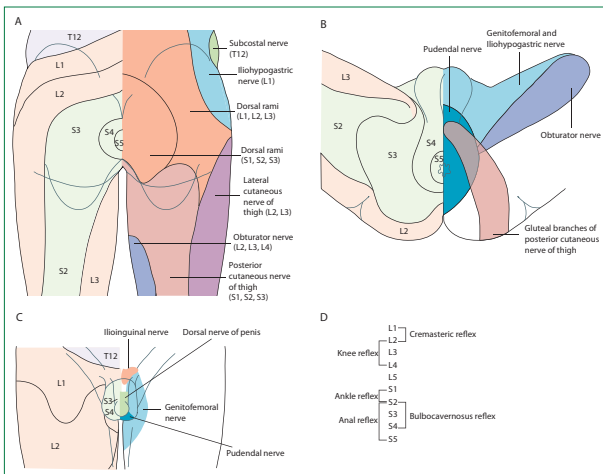 A
T12
L1
L2
S3
S4
S5
S2
L3
Subcostal nerve
(T12)
Iliohypogastric
nerve (L1)
Dorsal rami
(L1, L2, L3)
Dorsal rami
(S1, S2, S3)
Lateral
cutaneous
nerve of
thigh (L2, L3)
Obturator nerve
(L2, L3, L4)
Posterior
cutaneous nerve
of thigh
(S1, S2, S3)
B
Genitofemoral and
Iliohypogastric nerve
Pudendal nerve
L3
S2
S3
S4
S5
L2
Obturator nerve
Gluteal branches of
posterior cutaneous
nerve of thigh
C
Ilioinguinal nerve
Dorsal nerve of penis
T12
L1
S3
S4
L2
Genitofemoral
nerve
Pudendal nerve
D
L1
L2
L3
L4
L5
S1
S2
S3
S4
S5
Cremasteric reflex
Knee reflex
Ankle reflex
Anal reflex
Bulbocavernosus reflex